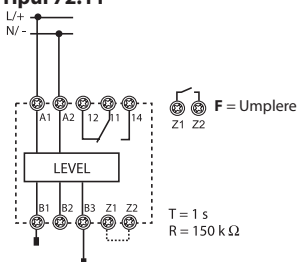 Tipul 72.11
L/+
N/-
A1 A2 12 11 14
Z1 Z2
F = Umplere
LEVEL
B1 B2 B3 Z1 Z2
T = 1 s
R = 150 k Ω